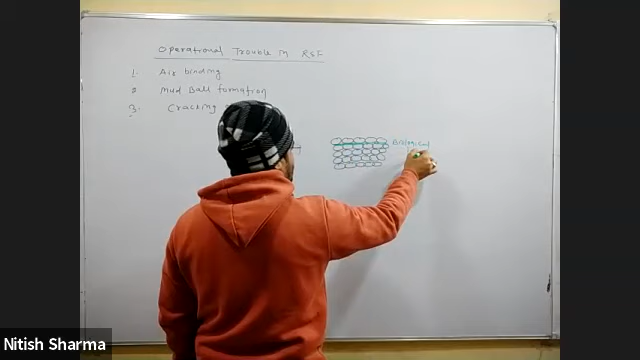 Operational Trouble in RSF
1. Air binding
2 Mud Ball formation
3. Cracking
Biological
Nitish Sharma